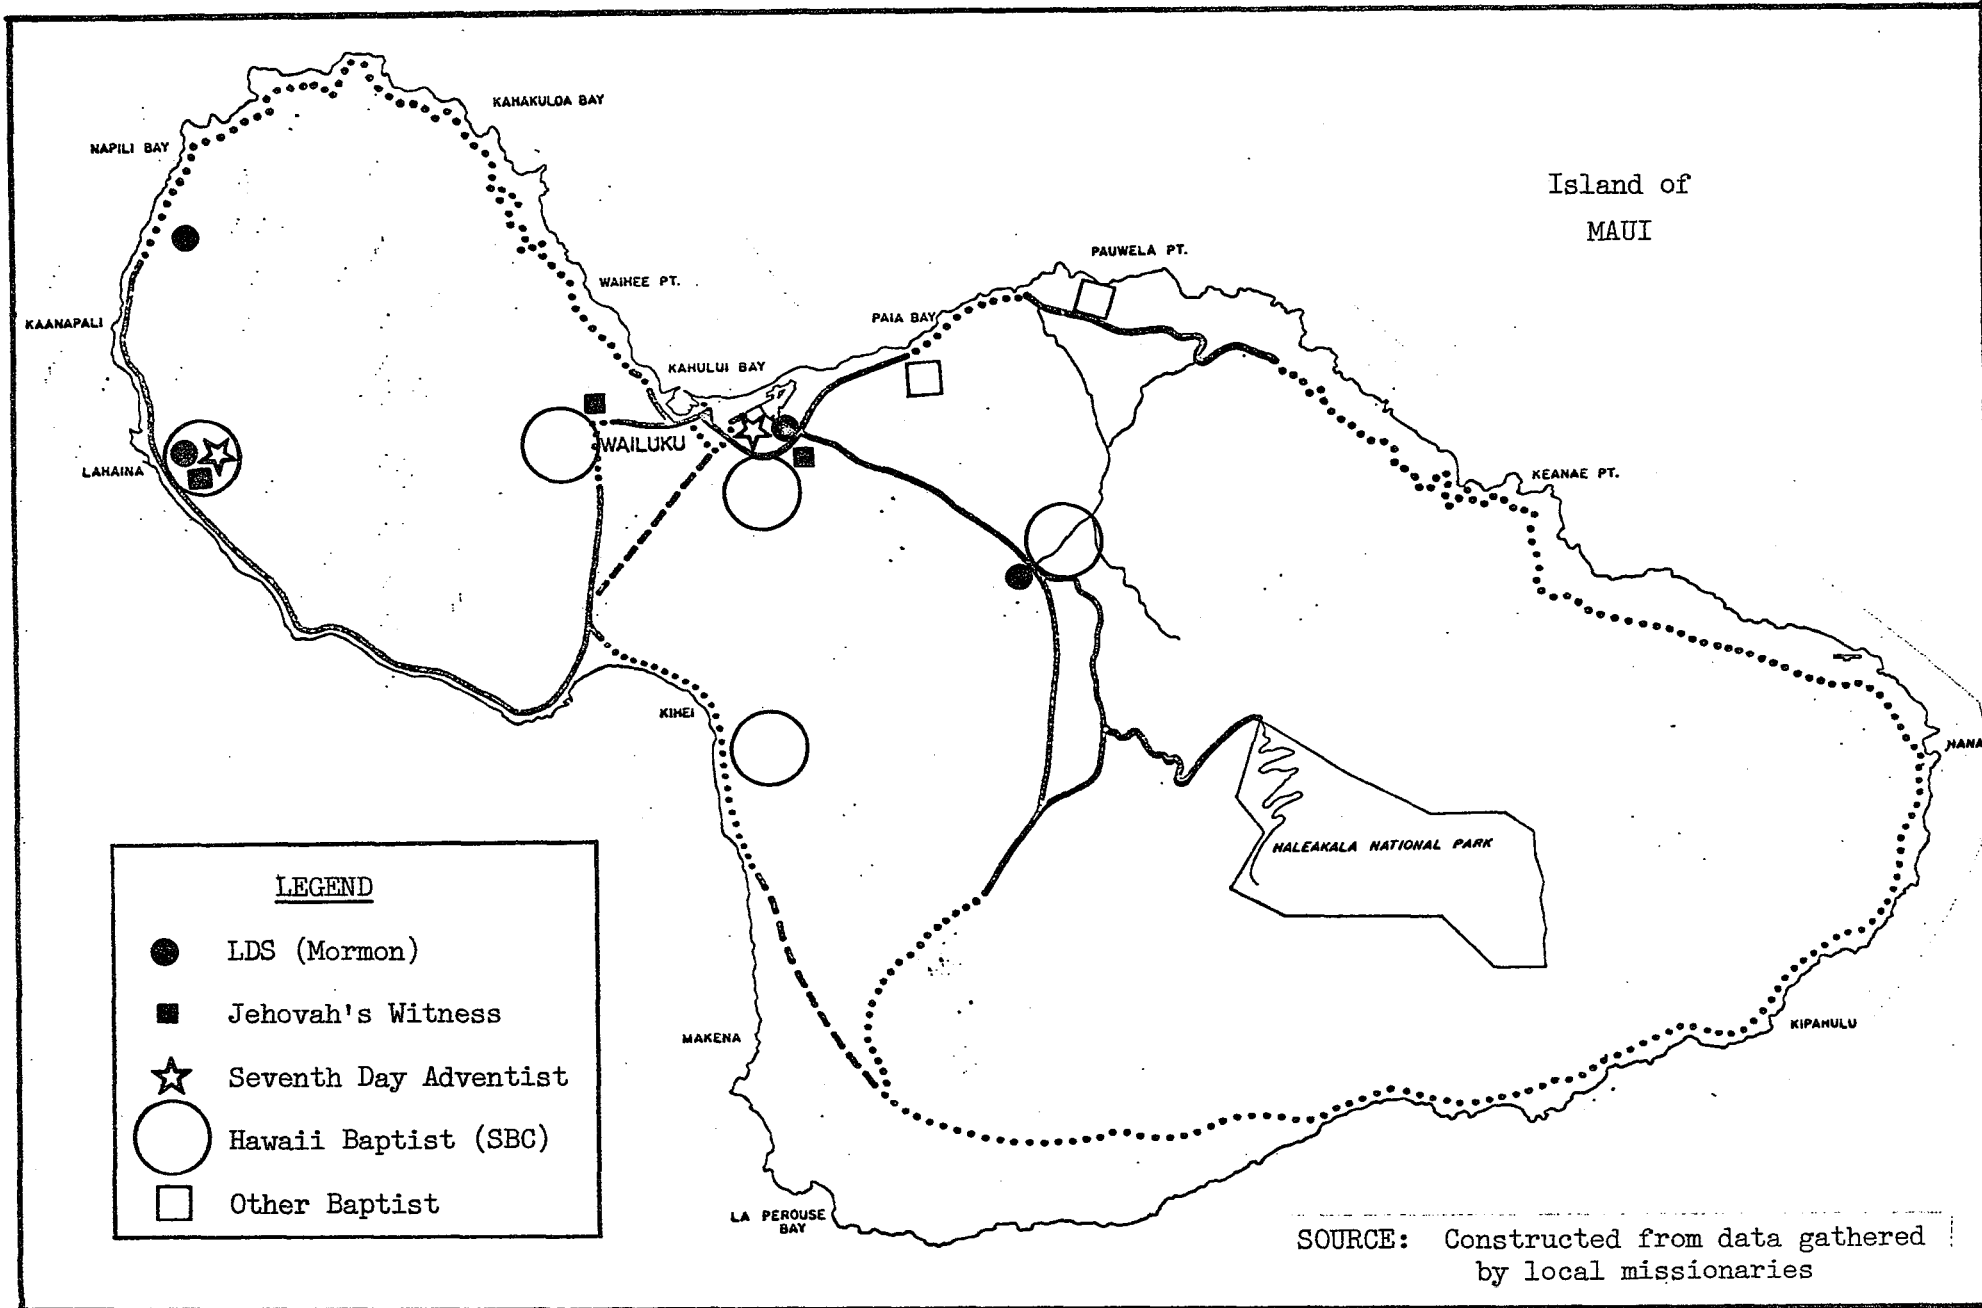 KAHAKULOA BAY
NAPILI BAY
Island of
MAUI
PAUWELA PT.
WAIHEE PT.
PAIA BAY
KAANAPALI
KAHULUI BAY
WAILUKU
LAHAINA
KEANAE PT.
KIHEI
HANA
HALEAKALA NATIONAL PARK
LEGEND
LDS (Mormon)
Jehovah's Witness
Seventh Day Adventist
Hawaii Baptist (SBC)
Other Baptist
MAKENA
KIPAHULU
LA PEROUSE
BAY
SOURCE: Constructed from data gathered
by local missionaries